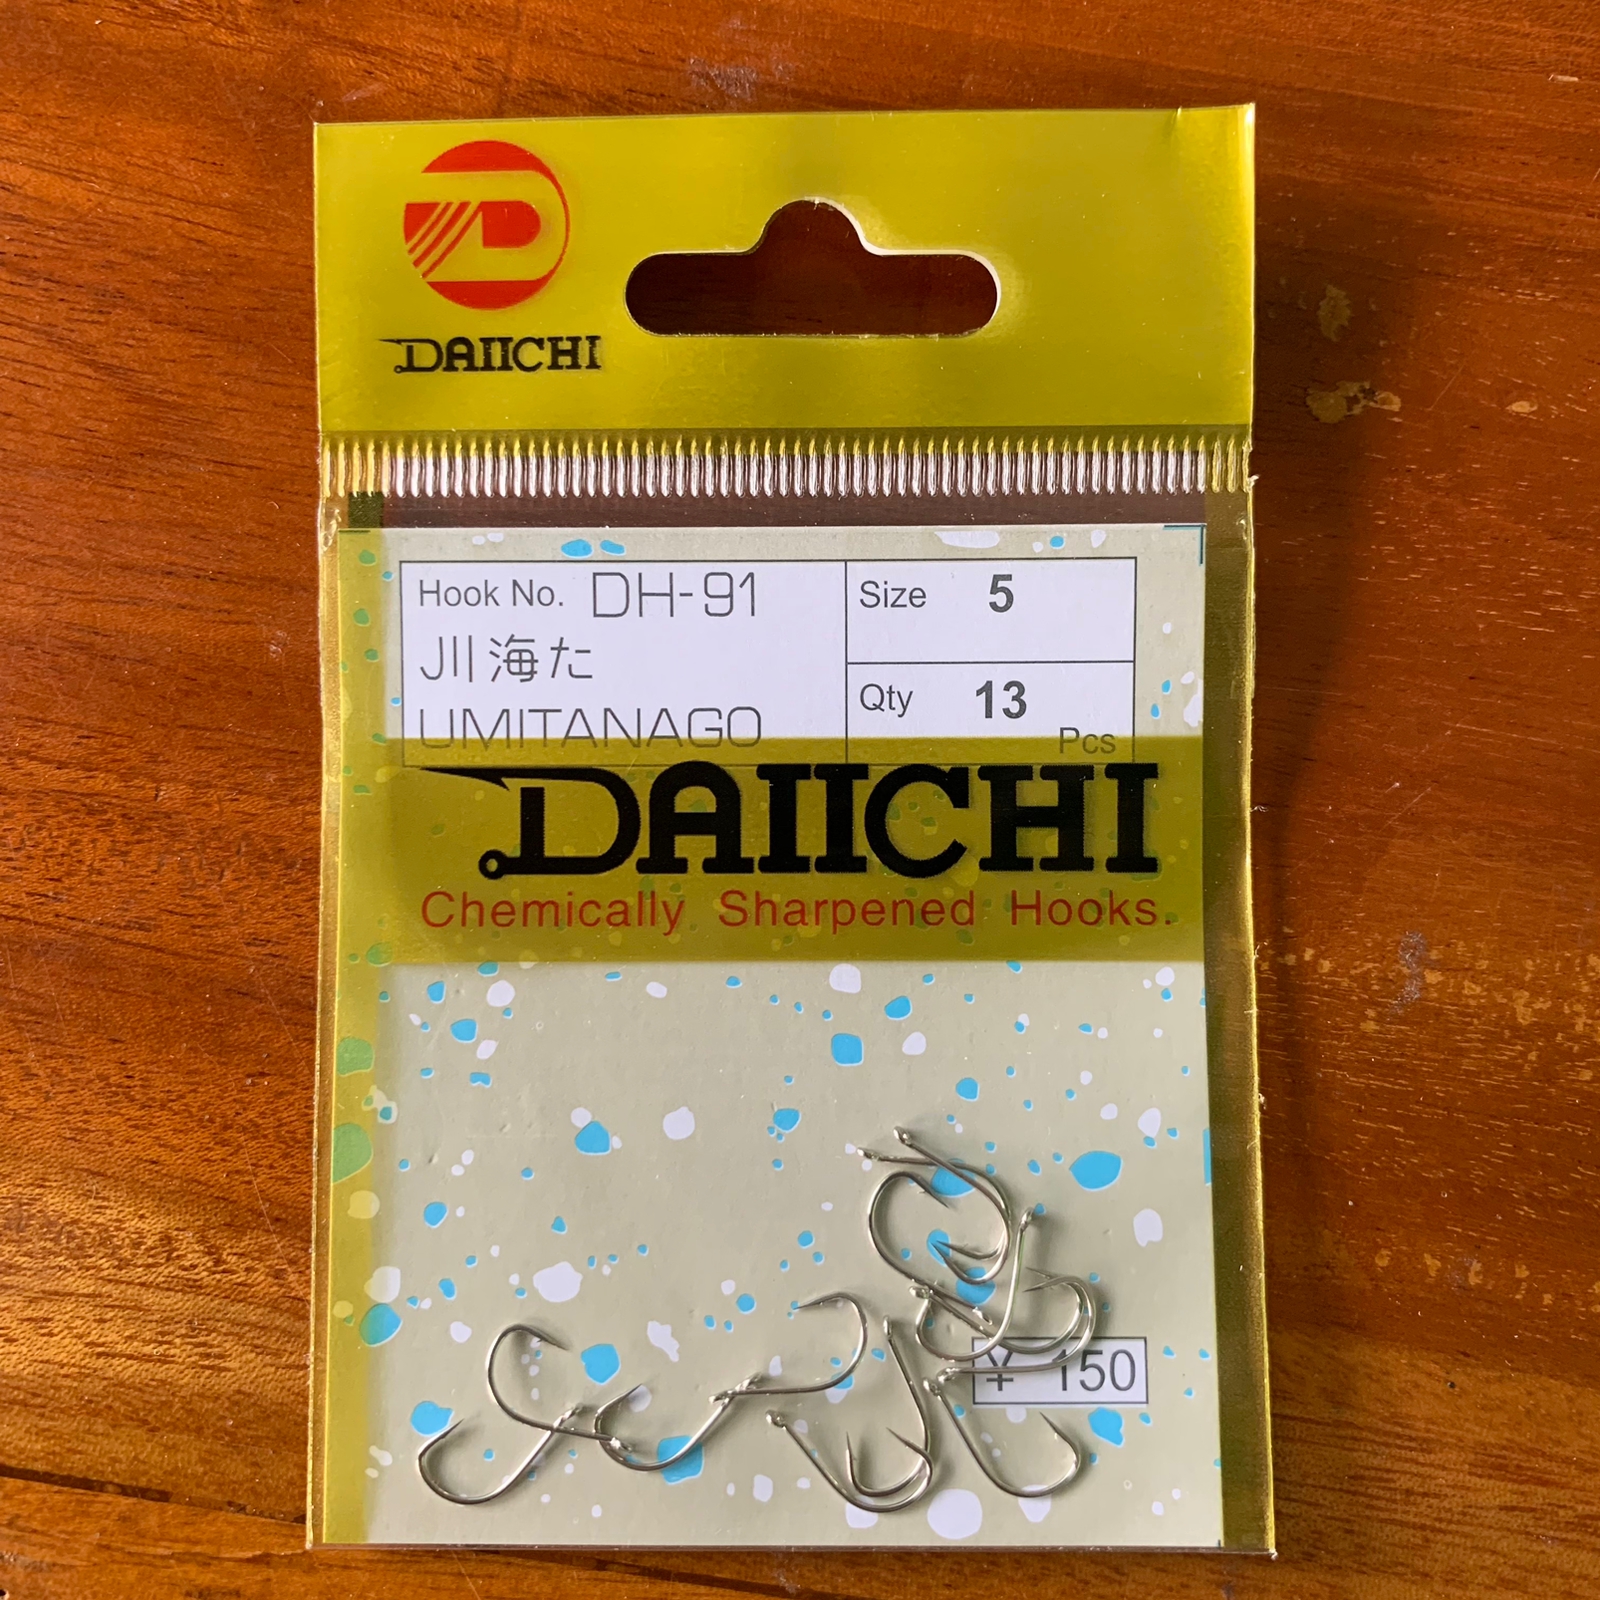 DAIICHI
Hook No. DH-91
Size 5
川海た
Qty 13
Pcs
UMITANAGO
DAIICHI
Chemically Sharpened Hooks.
¥ 150